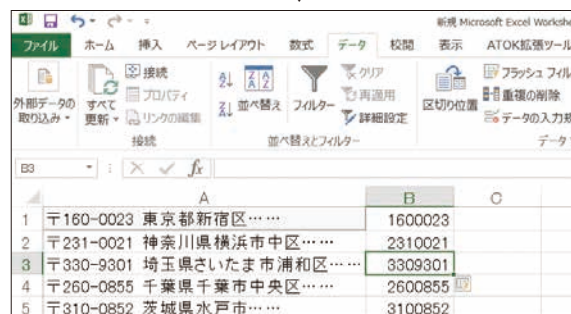 新規 Microsoft Excel Workshe
ファイル ホーム 挿入 ページ レイアウト 数式 データ 校閲 表示 ATOK拡張ツール
外部データの取り込み すべて更新 接続 プロパティ リンクの編集 並べ替え フィルター クリア 再適用 詳細設定 区切り位置 フラッシュ フィル 重複の削除 データの入力規
接続 並べ替えとフィルター データ
B3 fx
A B C
1 〒160-0023 東京都新宿区…… 1600023
2 〒231-0021 神奈川県横浜市中区…… 2310021
3 〒330-9301 埼玉県さいたま市浦和区…… 3309301
4 〒260-0855 千葉県千葉市中央区…… 2600855
5 〒310-0852 茨城県水戸市…… 3100852